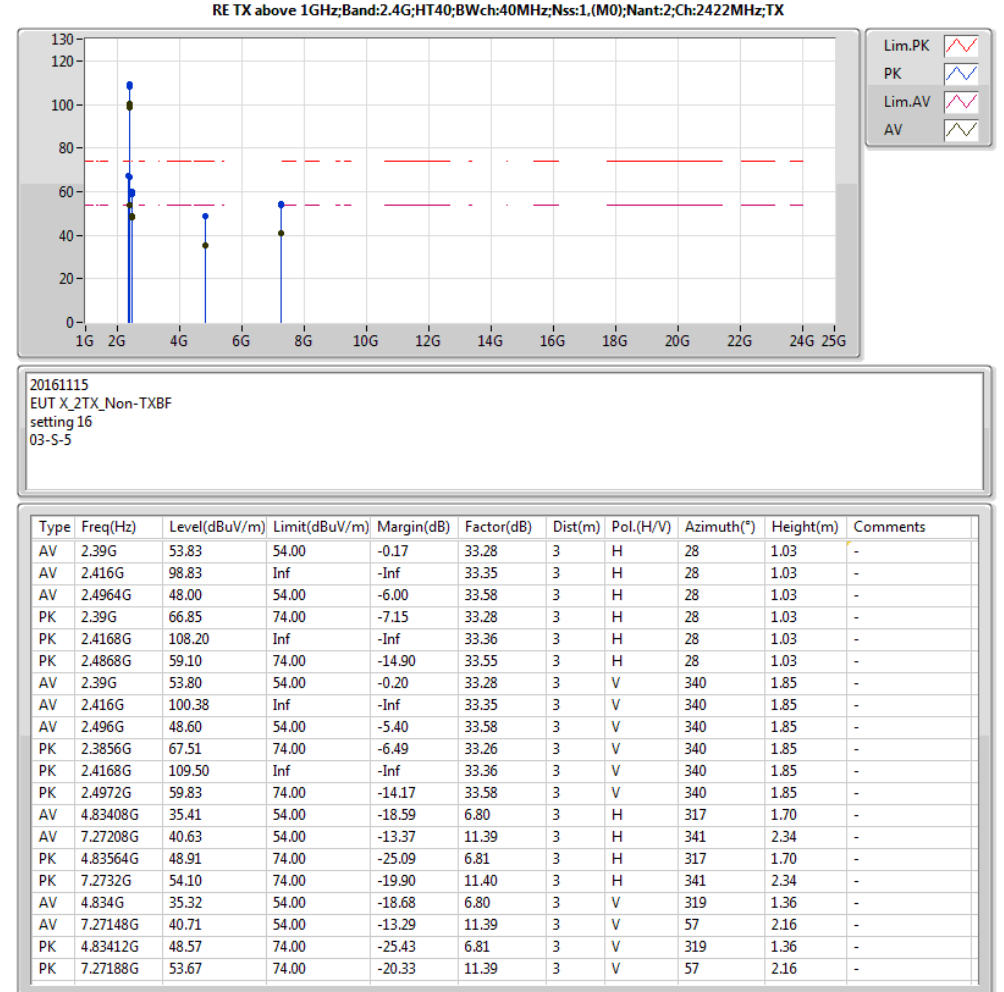 RE TX above 1GHz;Band:2.4G;HT40;BWch:40MHz;Nss:1,(M0);Nant:2;Ch:2422MHz;TX
130
120
100
80
60
40
20
0
1G 2G 4G 6G 8G 10G 12G 14G 16G 18G 20G 22G 24G 25G
Lim.PK
PK
Lim.AV
AV
20161115
EUT X_2TX_Non-TXBF
setting 16
03-S-5
Type Freq(Hz) Level(dBuV/m) Limit(dBuV/m) Margin(dB) Factor(dB) Dist(m) Pol.(H/V) Azimuth(°) Height(m) Comments
AV 2.39G 53.83 54.00 -0.17 33.28 3 H 28 1.03 -
AV 2.416G 98.83 Inf -Inf 33.35 3 H 28 1.03 -
AV 2.4964G 48.00 54.00 -6.00 33.58 3 H 28 1.03 -
PK 2.39G 66.85 74.00 -7.15 33.28 3 H 28 1.03 -
PK 2.4168G 108.20 Inf -Inf 33.36 3 H 28 1.03 -
PK 2.4868G 59.10 74.00 -14.90 33.55 3 H 28 1.03 -
AV 2.39G 53.80 54.00 -0.20 33.28 3 V 340 1.85 -
AV 2.416G 100.38 Inf -Inf 33.35 3 V 340 1.85 -
AV 2.496G 48.60 54.00 -5.40 33.58 3 V 340 1.85 -
PK 2.3856G 67.51 74.00 -6.49 33.26 3 V 340 1.85 -
PK 2.4168G 109.50 Inf -Inf 33.36 3 V 340 1.85 -
PK 2.4972G 59.83 74.00 -14.17 33.58 3 V 340 1.85 -
AV 4.83408G 35.41 54.00 -18.59 6.80 3 H 317 1.70 -
AV 7.27208G 40.63 54.00 -13.37 11.39 3 H 341 2.34 -
PK 4.83564G 48.91 74.00 -25.09 6.81 3 H 317 1.70 -
PK 7.2732G 54.10 74.00 -19.90 11.40 3 H 341 2.34 -
AV 4.834G 35.32 54.00 -18.68 6.80 3 V 319 1.36 -
AV 7.27148G 40.71 54.00 -13.29 11.39 3 V 57 2.16 -
PK 4.83412G 48.57 74.00 -25.43 6.81 3 V 319 1.36 -
PK 7.27188G 53.67 74.00 -20.33 11.39 3 V 57 2.16 -